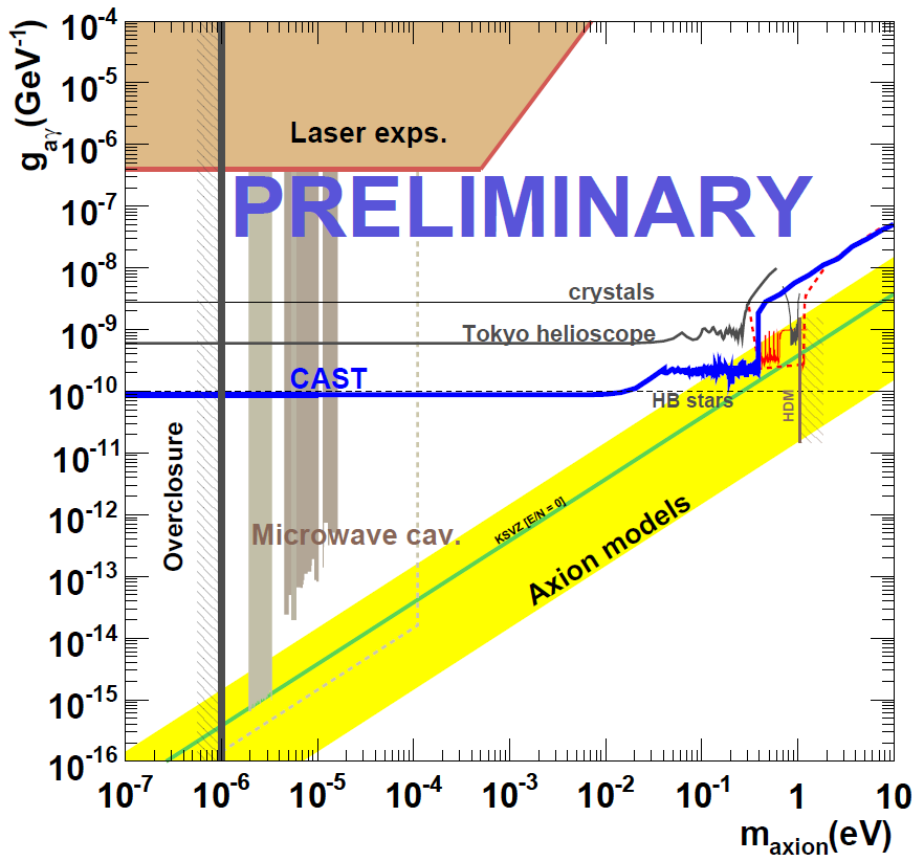 g_aγ(GeV^-1)
10^-4
10^-5
10^-6
10^-7
10^-8
10^-9
10^-10
10^-11
10^-12
10^-13
10^-14
10^-15
10^-16
Laser exps.
PRELIMINARY
crystals
Tokyo helioscope
CAST
HB stars
HDM
Overclosure
Microwave cav.
KSVZ [E/N = 0]
Axion models
10^-7 10^-6 10^-5 10^-4 10^-3 10^-2 10^-1 1 10
m_axion(eV)